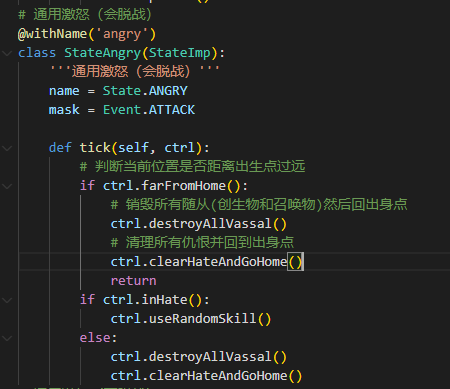 # 通用激怒（会脱战）
@withName('angry')
class StateAngry(StateImp):
    '''通用激怒（会脱战）'''
    name = State.ANGRY
    mask = Event.ATTACK

    def tick(self, ctrl):
        # 判断当前位置是否距离出生点过远
        if ctrl.farFromHome():
            # 销毁所有随从(创生物和召唤物)然后回出身点
            ctrl.destroyAllVassal()
            # 清理所有仇恨并回到出身点
            ctrl.clearHateAndGoHome()
            return
        if ctrl.inHate():
            ctrl.useRandomSkill()
        else:
            ctrl.destroyAllVassal()
            ctrl.clearHateAndGoHome()